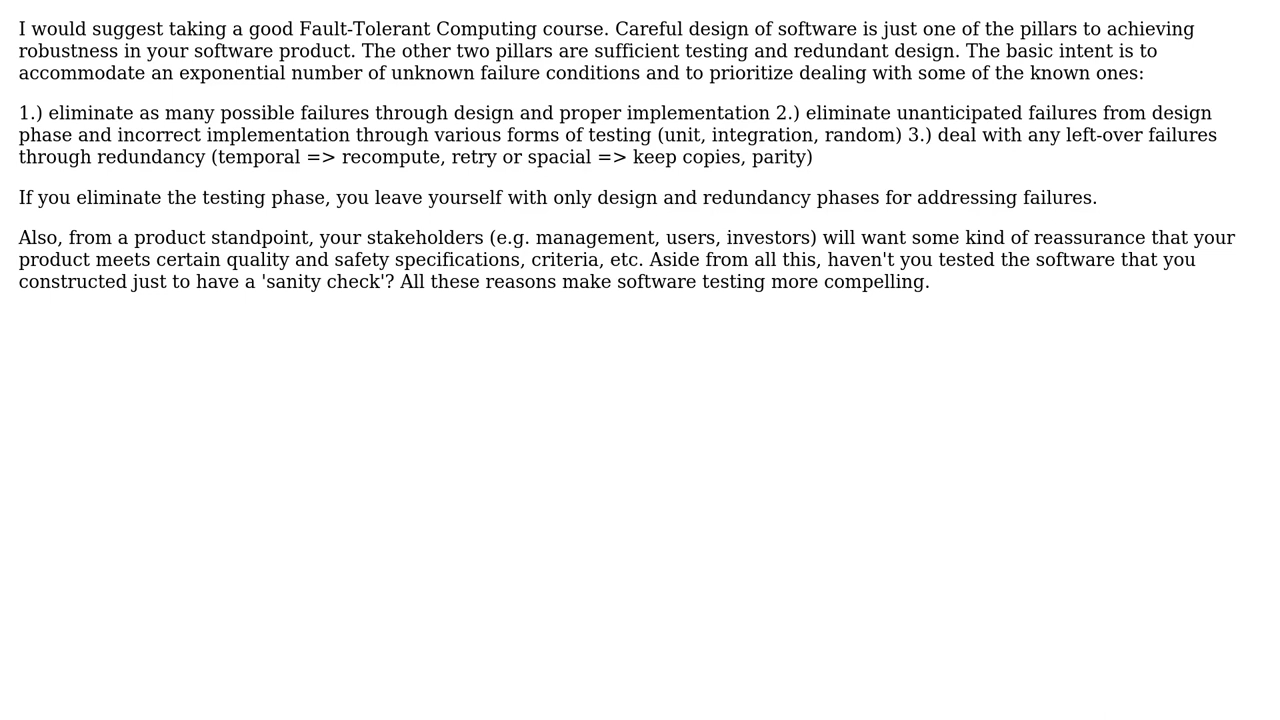 I would suggest taking a good Fault-Tolerant Computing course. Careful design of software is just one of the pillars to achieving
robustness in your software product. The other two pillars are sufficient testing and redundant design. The basic intent is to
accommodate an exponential number of unknown failure conditions and to prioritize dealing with some of the known ones:
1.) eliminate as many possible failures through design and proper implementation 2.) eliminate unanticipated failures from design
phase and incorrect implementation through various forms of testing (unit, integration, random) 3.) deal with any left-over failures
through redundancy (temporal => recompute, retry or spacial => keep copies, parity)
If you eliminate the testing phase, you leave yourself with only design and redundancy phases for addressing failures.
Also, from a product standpoint, your stakeholders (e.g. management, users, investors) will want some kind of reassurance that your
product meets certain quality and safety specifications, criteria, etc. Aside from all this, haven't you tested the software that you
constructed just to have a 'sanity check'? All these reasons make software testing more compelling.